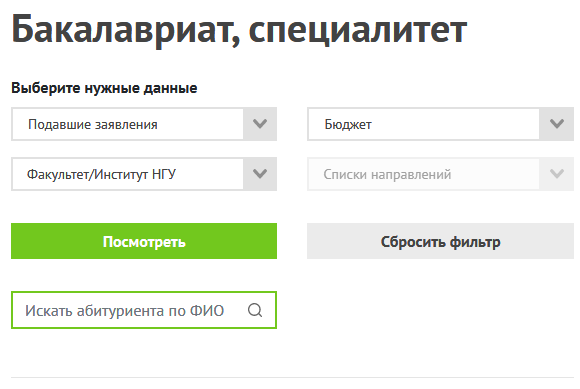 Бакалавриат, специалитет
Выберите нужные данные
Подавшие заявления
Бюджет
Факультет/Институт НГУ
Списки направлений
Посмотреть
Сбросить фильтр
Искать абитуриента по ФИО